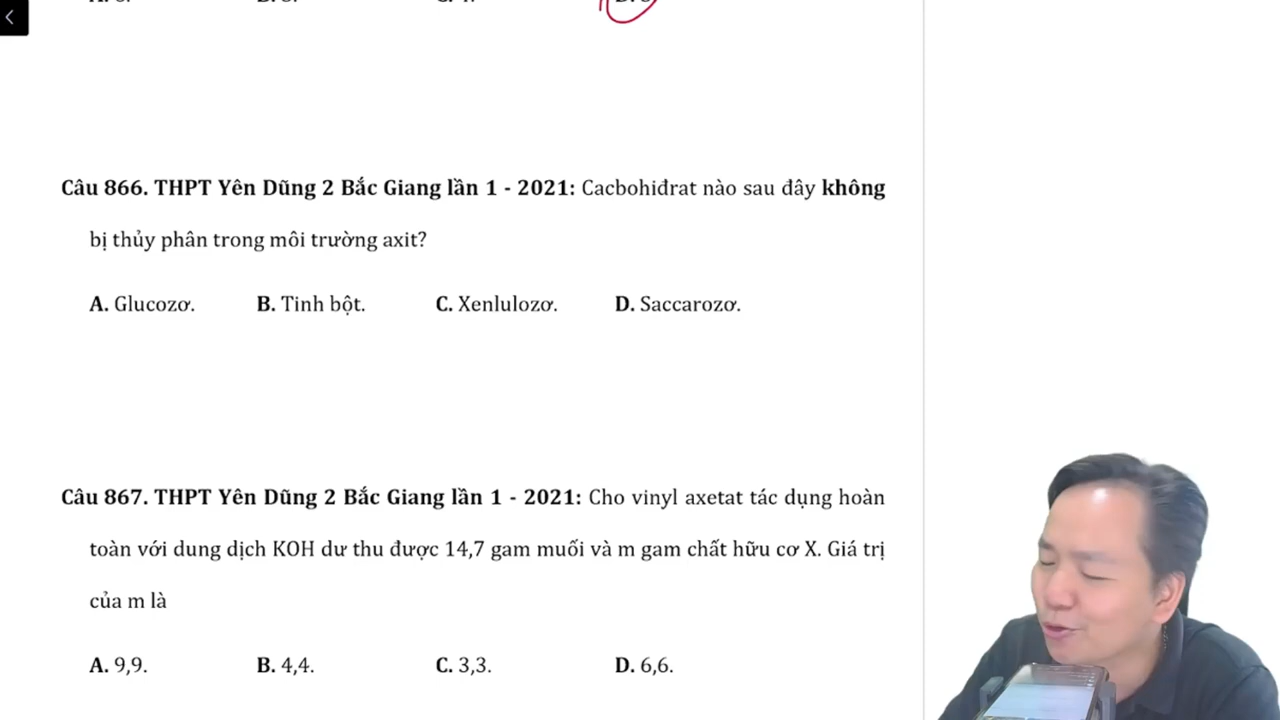 Câu 866. THPT Yên Dũng 2 Bắc Giang lần 1 - 2021: Cacbohiđrat nào sau đây không
bị thủy phân trong môi trường axit?
A. Glucozơ. B. Tinh bột. C. Xenlulozơ. D. Saccarozơ.
Câu 867. THPT Yên Dũng 2 Bắc Giang lần 1 - 2021: Cho vinyl axetat tác dụng hoàn
toàn với dung dịch KOH dư thu được 14,7 gam muối và m gam chất hữu cơ X. Giá trị
của m là
A. 9,9. B. 4,4. C. 3,3. D. 6,6.